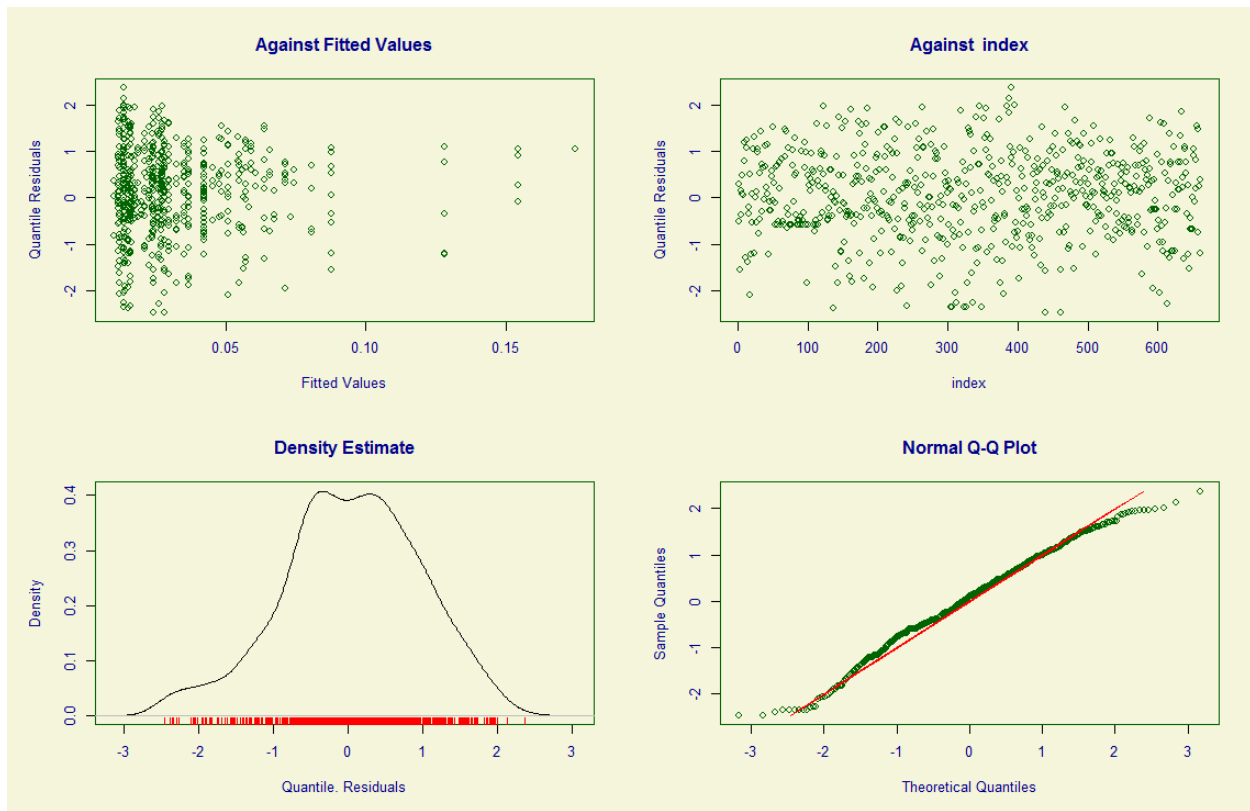 Against Fitted Values
Quantile Residuals
2
1
0
-1
-2
0.05 0.10 0.15
Fitted Values
Against index
Quantile Residuals
2
1
0
-1
-2
0 100 200 300 400 500 600
index
Density Estimate
Density
0.4
0.3
0.2
0.1
0.0
-3 -2 -1 0 1 2 3
Quantile. Residuals
Normal Q-Q Plot
Sample Quantiles
2
1
0
-1
-2
-3 -2 -1 0 1 2 3
Theoretical Quantiles